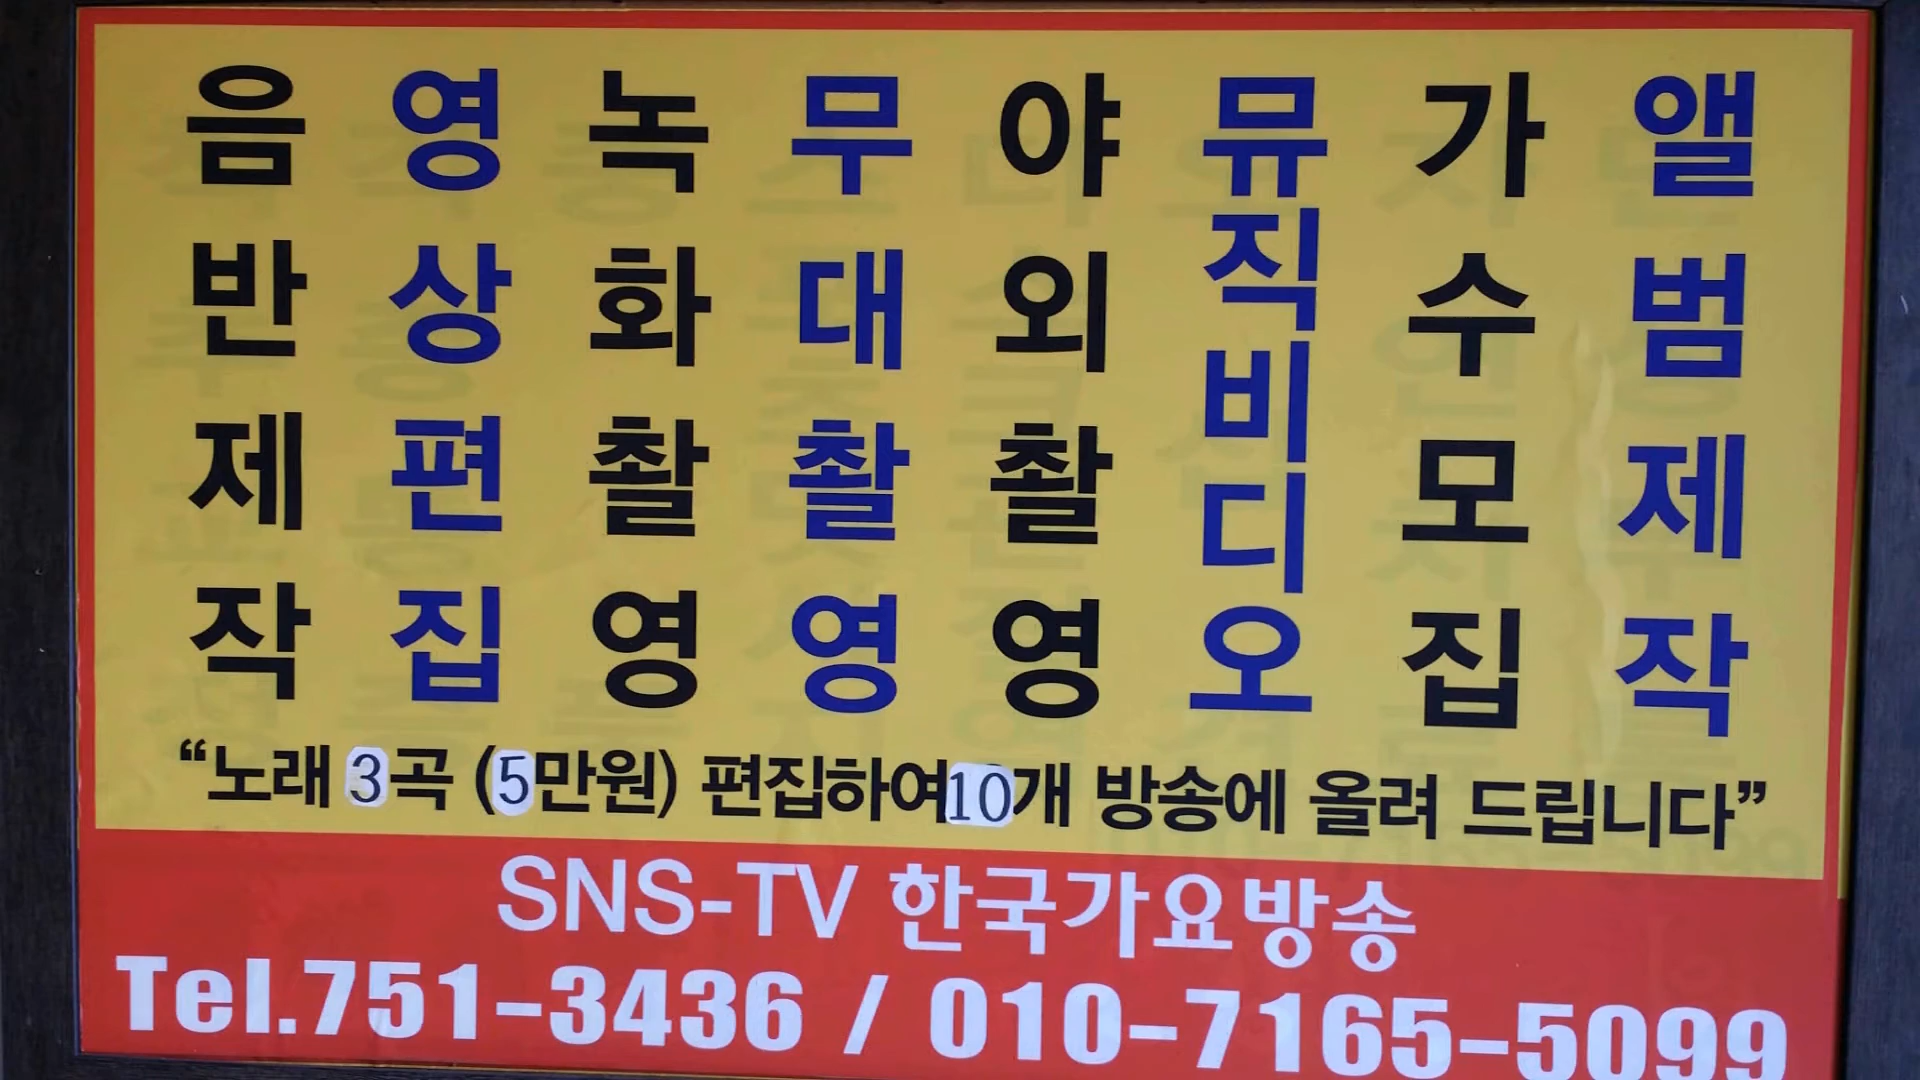 음반제작
영상편집
녹화촬영
무대촬영
야외촬영
뮤직비디오
가수모집
앨범제작
“노래 3곡 (5만원) 편집하여 10개 방송에 올려 드립니다”
SNS-TV 한국가요방송
Tel.751-3436 / 010-7165-5099